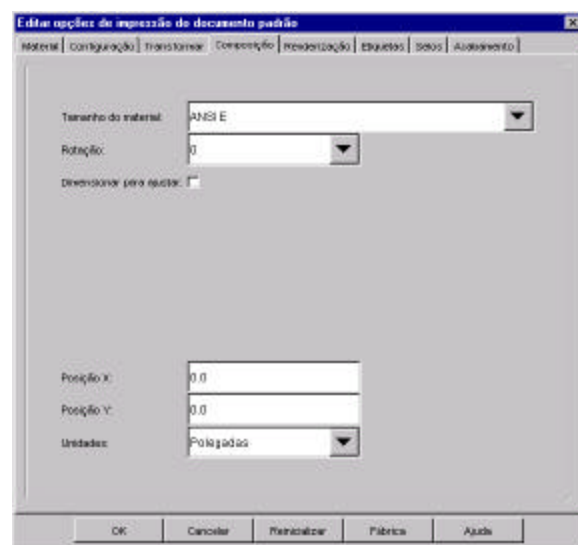 Editar opções de impressão do documento padrão
Material Configuração Transformar Composição Renderização Etiquetas Selos Acabamento
Tamanho do material: ANSI E
Rotação: 0
Dimensionar para ajustar:
Posição X: 0.0
Posição Y: 0.0
Unidades: Polegadas
OK Cancelar Reinicializar Fábrica Ajuda